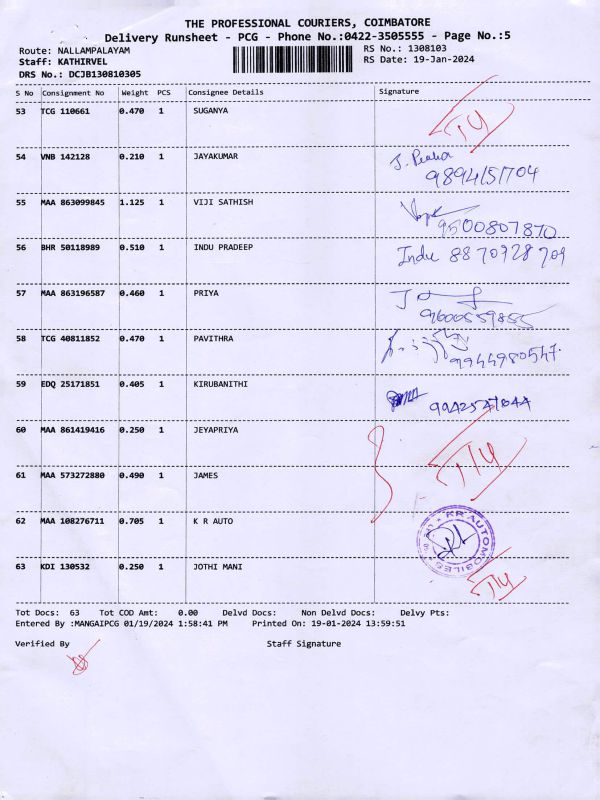 THE PROFESSIONAL COURIERS, COIMBATORE
Delivery Runsheet - PCG - Phone No.:0422-3505555 - Page No.:5
Route: NALLAMPALAYAM RS No.: 1308103
Staff: KATHIRVEL RS Date: 19-Jan-2024
DRS No.: DCJB130810305
S No Consignment No Weight PCS Consignee Details Signature
53 TCG 110661 0.470 1 SUGANYA
54 VNB 142128 0.210 1 JAYAKUMAR
9894151704
55 MAA 863099845 1.125 1 VIJI SATHISH
9500807870
56 BHR 50118989 0.510 1 INDU PRADEEP Indu 8870928709
57 MAA 863196587 0.460 1 PRIYA
9600559855
58 TCG 40811852 0.470 1 PAVITHRA
9944980547.
59 EDQ 25171851 0.405 1 KIRUBANITHI
60 MAA 861419416 0.250 1 JEYAPRIYA
61 MAA 573272880 0.490 1 JAMES
62 MAA 108276711 0.705 1 K R AUTO
KR AUTOMOBILES
63 KDI 130532 0.250 1 JOTHI MANI
Tot Docs: 63 Tot COD Amt: 0.00 Delvd Docs: Non Delvd Docs: Delvy Pts:
Entered By :MANGAIPCG 01/19/2024 1:58:41 PM Printed On: 19-01-2024 13:59:51
Verified By Staff Signature